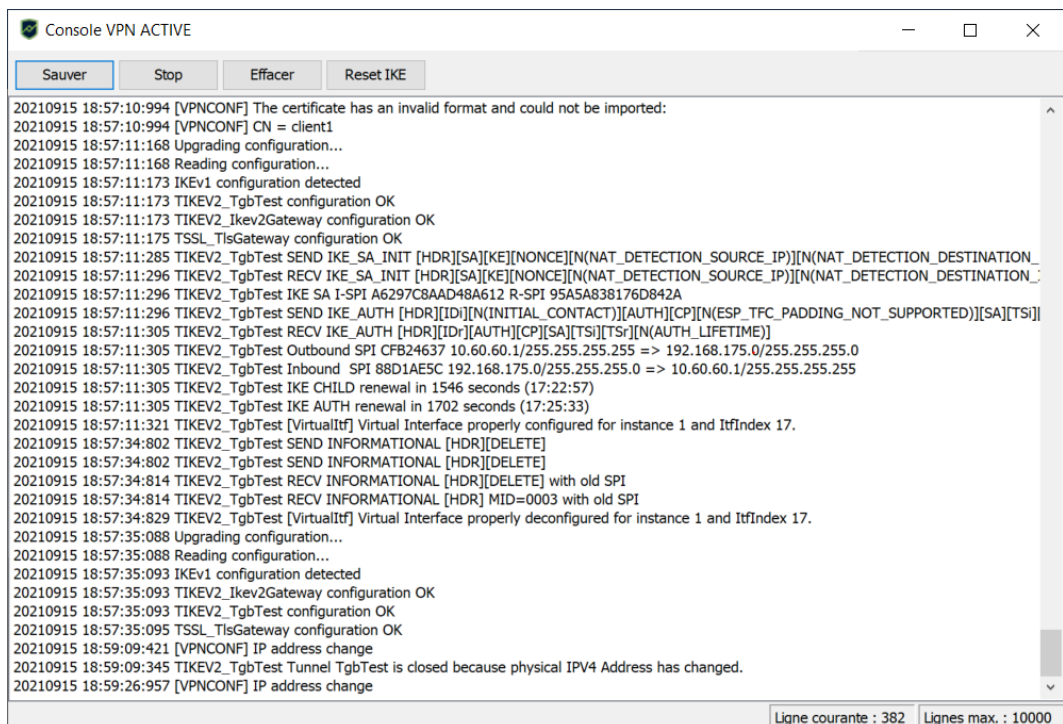 Console VPN ACTIVE
Sauver Stop Effacer Reset IKE
20210915 18:57:10:994 [VPNCONF] The certificate has an invalid format and could not be imported:
20210915 18:57:10:994 [VPNCONF] CN = client1
20210915 18:57:11:168 Upgrading configuration...
20210915 18:57:11:168 Reading configuration...
20210915 18:57:11:173 IKEv1 configuration detected
20210915 18:57:11:173 TIKEV2_TgbTest configuration OK
20210915 18:57:11:173 TIKEV2_Ikev2Gateway configuration OK
20210915 18:57:11:175 TSSL_TlsGateway configuration OK
20210915 18:57:11:285 TIKEV2_TgbTest SEND IKE_SA_INIT [HDR][SA][KE][NONCE][N(NAT_DETECTION_SOURCE_IP)][N(NAT_DETECTION_DESTINATION_
20210915 18:57:11:296 TIKEV2_TgbTest RECV IKE_SA_INIT [HDR][SA][KE][NONCE][N(NAT_DETECTION_SOURCE_IP)][N(NAT_DETECTION_DESTINATION_
20210915 18:57:11:296 TIKEV2_TgbTest IKE SA I-SPI A6297C8AAD48A612 R-SPI 95A5A838176D842A
20210915 18:57:11:296 TIKEV2_TgbTest SEND IKE_AUTH [HDR][IDi][N(INITIAL_CONTACT)][AUTH][CP][N(ESP_TFC_PADDING_NOT_SUPPORTED)][SA][TSi][
20210915 18:57:11:305 TIKEV2_TgbTest RECV IKE_AUTH [HDR][IDr][AUTH][CP][SA][TSi][TSr][N(AUTH_LIFETIME)]
20210915 18:57:11:305 TIKEV2_TgbTest Outbound SPI CFB24637 10.60.60.1/255.255.255.255 => 192.168.175.0/255.255.255.0
20210915 18:57:11:305 TIKEV2_TgbTest Inbound SPI 88D1AE5C 192.168.175.0/255.255.255.0 => 10.60.60.1/255.255.255.255
20210915 18:57:11:305 TIKEV2_TgbTest IKE CHILD renewal in 1546 seconds (17:22:57)
20210915 18:57:11:305 TIKEV2_TgbTest IKE AUTH renewal in 1702 seconds (17:25:33)
20210915 18:57:11:321 TIKEV2_TgbTest [VirtualItf] Virtual Interface properly configured for instance 1 and ItfIndex 17.
20210915 18:57:34:802 TIKEV2_TgbTest SEND INFORMATIONAL [HDR][DELETE]
20210915 18:57:34:802 TIKEV2_TgbTest SEND INFORMATIONAL [HDR][DELETE]
20210915 18:57:34:814 TIKEV2_TgbTest RECV INFORMATIONAL [HDR][DELETE] with old SPI
20210915 18:57:34:814 TIKEV2_TgbTest RECV INFORMATIONAL [HDR] MID=0003 with old SPI
20210915 18:57:34:829 TIKEV2_TgbTest [VirtualItf] Virtual Interface properly deconfigured for instance 1 and ItfIndex 17.
20210915 18:57:35:088 Upgrading configuration...
20210915 18:57:35:088 Reading configuration...
20210915 18:57:35:093 IKEv1 configuration detected
20210915 18:57:35:093 TIKEV2_Ikev2Gateway configuration OK
20210915 18:57:35:093 TIKEV2_TgbTest configuration OK
20210915 18:57:35:095 TSSL_TlsGateway configuration OK
20210915 18:59:09:421 [VPNCONF] IP address change
20210915 18:59:09:345 TIKEV2_TgbTest Tunnel TgbTest is closed because physical IPV4 Address has changed.
20210915 18:59:26:957 [VPNCONF] IP address change
Ligne courante : 382 Lignes max. : 10000